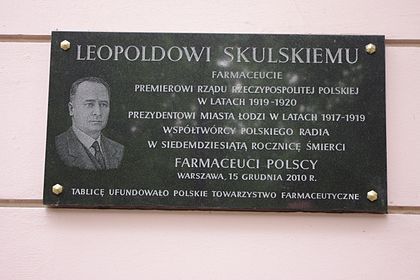 LEOPOLDOWI SKULSKIEMU
FARMACEUCIE
PREMIEROWI RZĄDU RZECZYPOSPOLITEJ POLSKIEJ
W LATACH 1919-1920
PREZYDENTOWI MIASTA ŁODZI W LATACH 1917-1919
WSPÓŁTWÓRCY POLSKIEGO RADIA
W SIEDEMDZIESIĄTĄ ROCZNICĘ ŚMIERCI
FARMACEUCI POLSCY
WARSZAWA, 15 GRUDNIA 2010 R.
TABLICĘ UFUNDOWAŁO POLSKIE TOWARZYSTWO FARMACEUTYCZNE